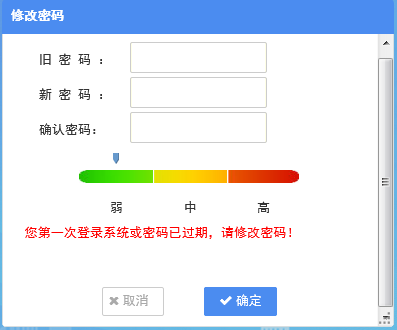 修改密码
旧 密 码 ：
新 密 码 ：
确认密码：
弱 中 高
您第一次登录系统或密码已过期，请修改密码！
取消 确定